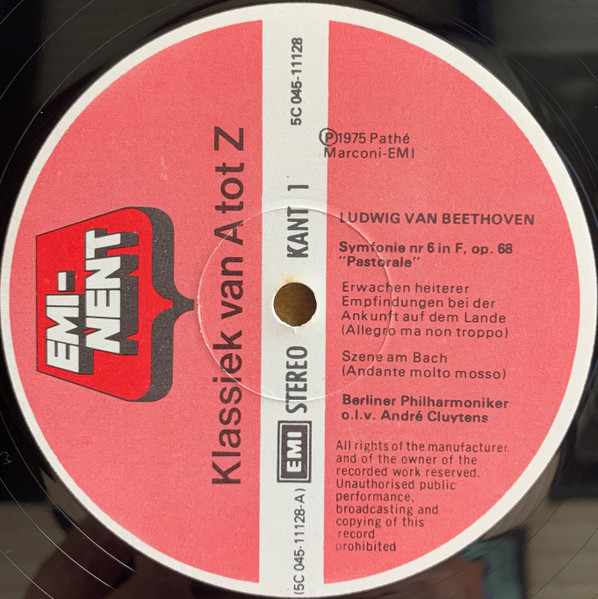 EMI-
NENT
Klassiek van A tot Z
(5C 045-11128-A) EMI STEREO KANT 1 5C 045-11128
Ⓟ1975 Pathé
Marconi-EMI
LUDWIG VAN BEETHOVEN
Symfonie nr 6 in F, op. 68
"Pastorale"
Erwachen heiterer
Empfindungen bei der
Ankunft auf dem Lande
(Allegro ma non troppo)
Szene am Bach
(Andante molto mosso)
Berliner Philharmoniker
o.l.v. André Cluytens
All rights of the manufacturer
and of the owner of the
recorded work reserved.
Unauthorised public
performance,
broadcasting and
copying of this
record
prohibited